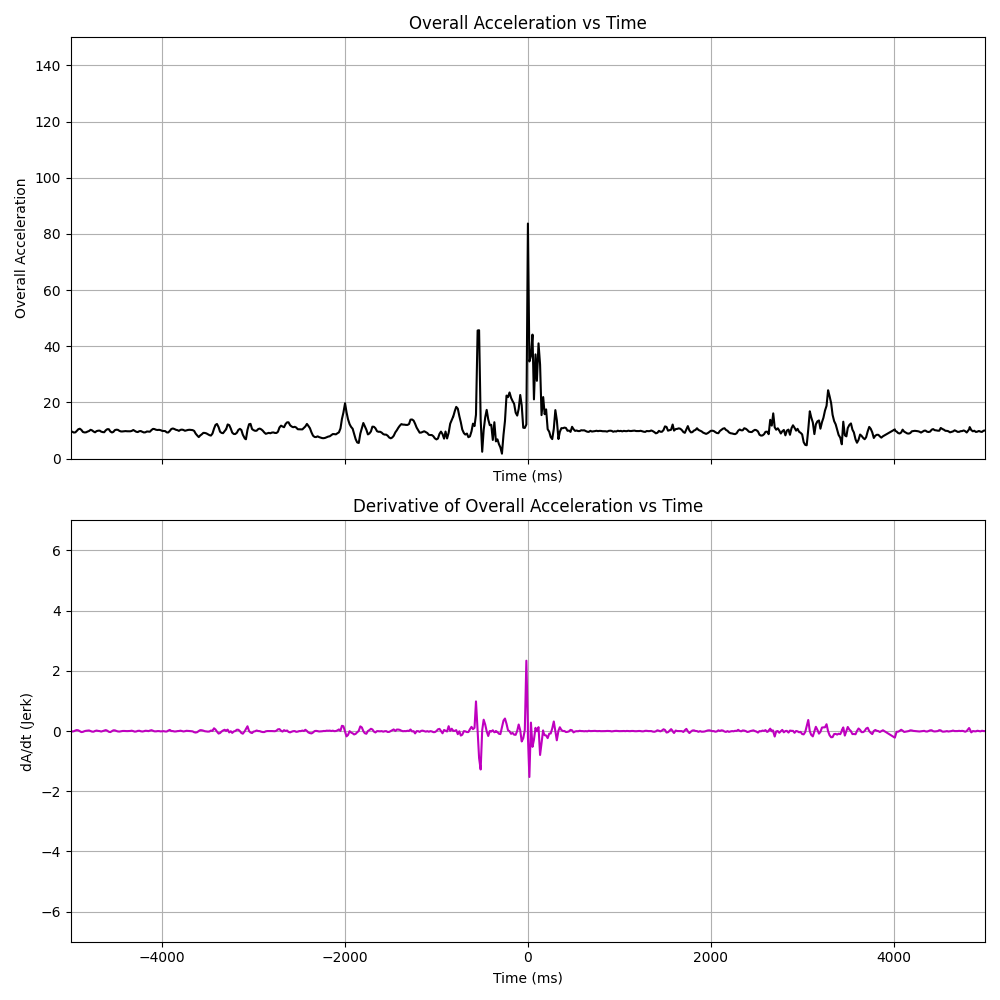 Overall Acceleration vs Time
140
120
100
80
60
40
20
0
Overall Acceleration
Time (ms)
Derivative of Overall Acceleration vs Time
6
4
2
0
−2
−4
−6
dA/dt (Jerk)
−4000 −2000 0 2000 4000
Time (ms)